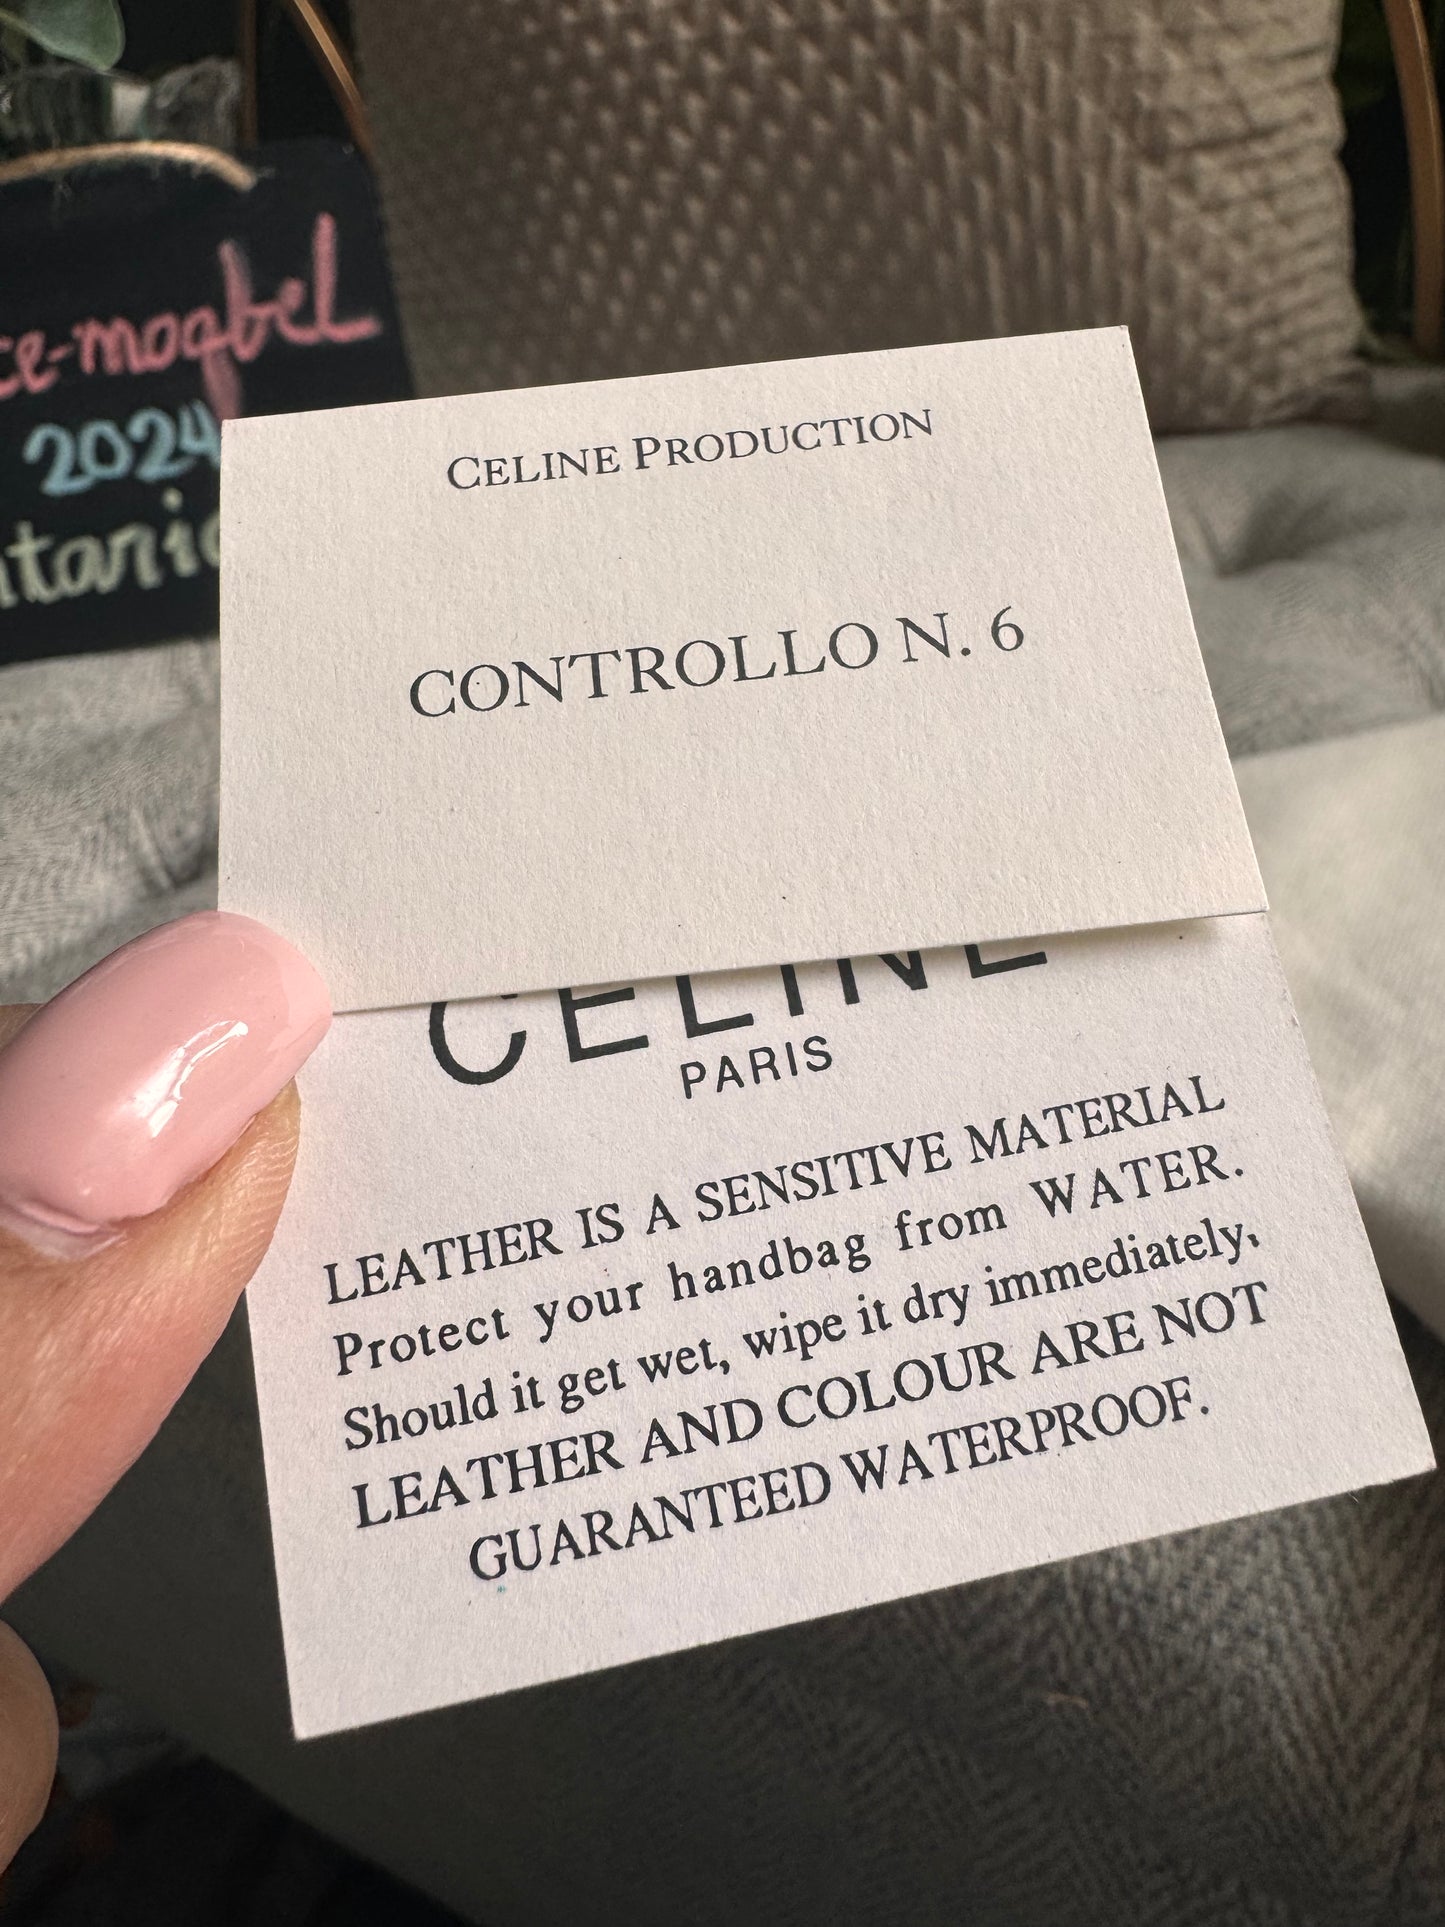 2024
CELINE PRODUCTION
CONTROLLO N. 6
CELINE
PARIS
LEATHER IS A SENSITIVE MATERIAL
Protect your handbag from WATER.
Should it get wet, wipe it dry immediately.
LEATHER AND COLOUR ARE NOT
GUARANTEED WATERPROOF.